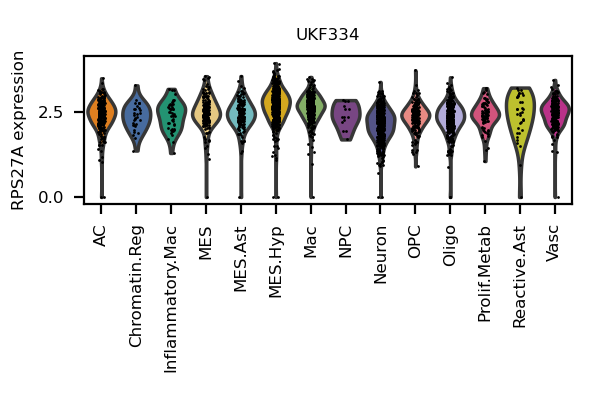 UKF334
RPS27A expression
2.5
0.0
AC
Chromatin.Reg
Inflammatory.Mac
MES
MES.Ast
MES.Hyp
Mac
NPC
Neuron
OPC
Oligo
Prolif.Metab
Reactive.Ast
Vasc